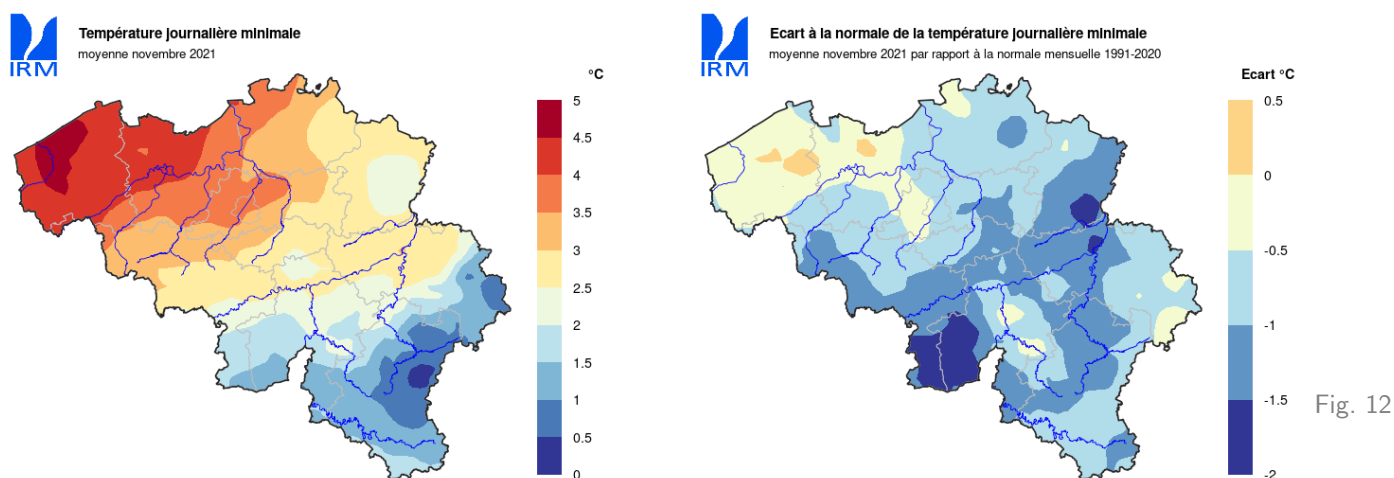 IRM
Température journalière minimale
moyenne novembre 2021
°C
5
4.5
4
3.5
3
2.5
2
1.5
1
0.5
0
IRM
Ecart à la normale de la température journalière minimale
moyenne novembre 2021 par rapport à la normale mensuelle 1991-2020
Ecart °C
0.5
0
-0.5
-1
-1.5
-2
Fig. 12